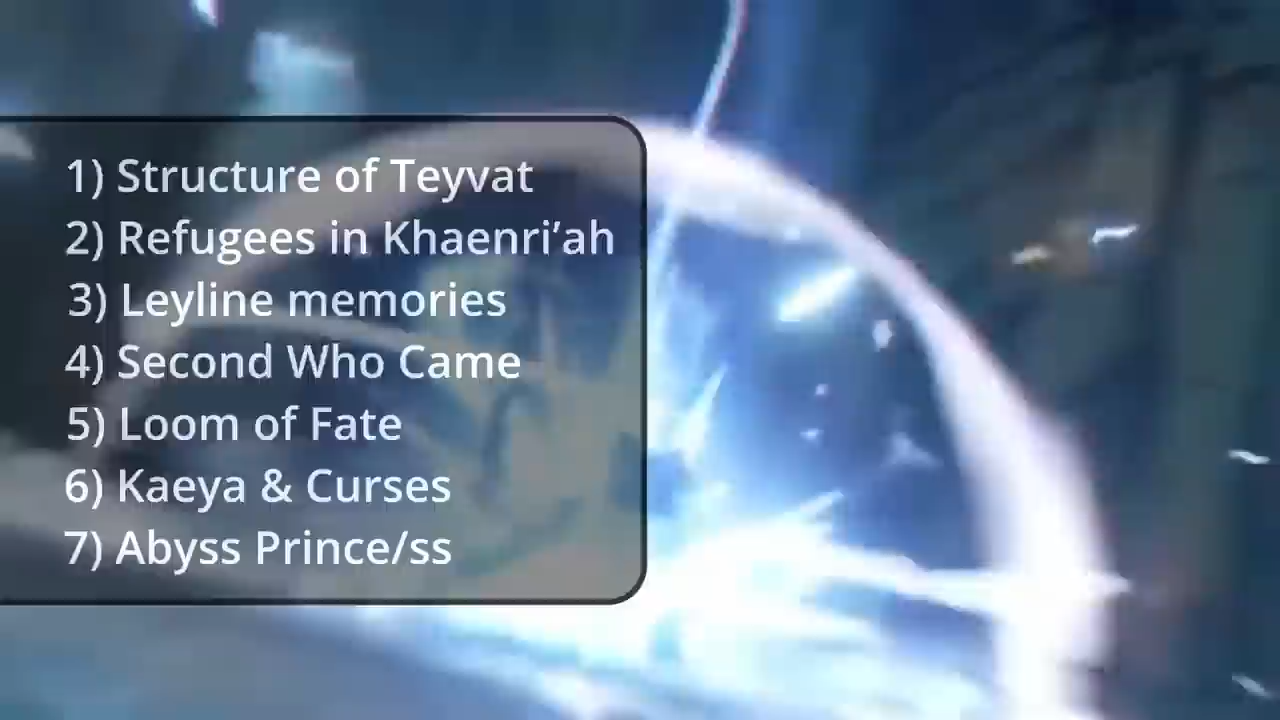 1) Structure of Teyvat
2) Refugees in Khaenri’ah
3) Leyline memories
4) Second Who Came
5) Loom of Fate
6) Kaeya & Curses
7) Abyss Prince/ss